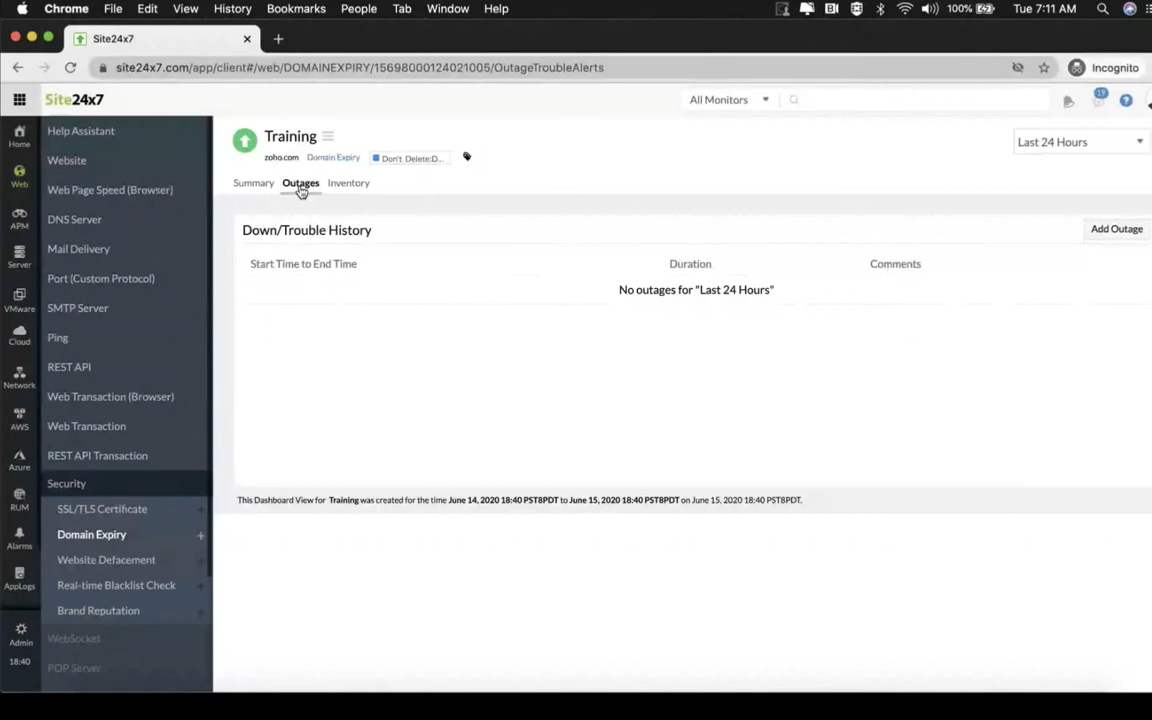 Chrome File Edit View History Bookmarks People Tab Window Help 100% Tue 7:11 AM
Site24x7
site24x7.com/app/client#/web/DOMAINEXPIRY/15698000124021005/OutageTroubleAlerts Incognito
Site24x7 All Monitors 19
Home
Web
APM
Server
VMware
Cloud
Network
AWS
Azure
RUM
Alarms
AppLogs
Admin
18:40
Help Assistant
Website
Web Page Speed (Browser)
DNS Server
Mail Delivery
Port (Custom Protocol)
SMTP Server
Ping
REST API
Web Transaction (Browser)
Web Transaction
REST API Transaction
Security
SSL/TLS Certificate
Domain Expiry
Website Defacement
Real-time Blacklist Check
Brand Reputation
WebSocket
POP Server
Training
Last 24 Hours
zoho.com Domain Expiry Don't Delete:D...
Summary Outages Inventory
Down/Trouble History
Add Outage
Start Time to End Time Duration Comments
No outages for "Last 24 Hours"
This Dashboard View for Training was created for the time June 14, 2020 18:40 PST8PDT to June 15, 2020 18:40 PST8PDT on June 15, 2020 18:40 PST8PDT.